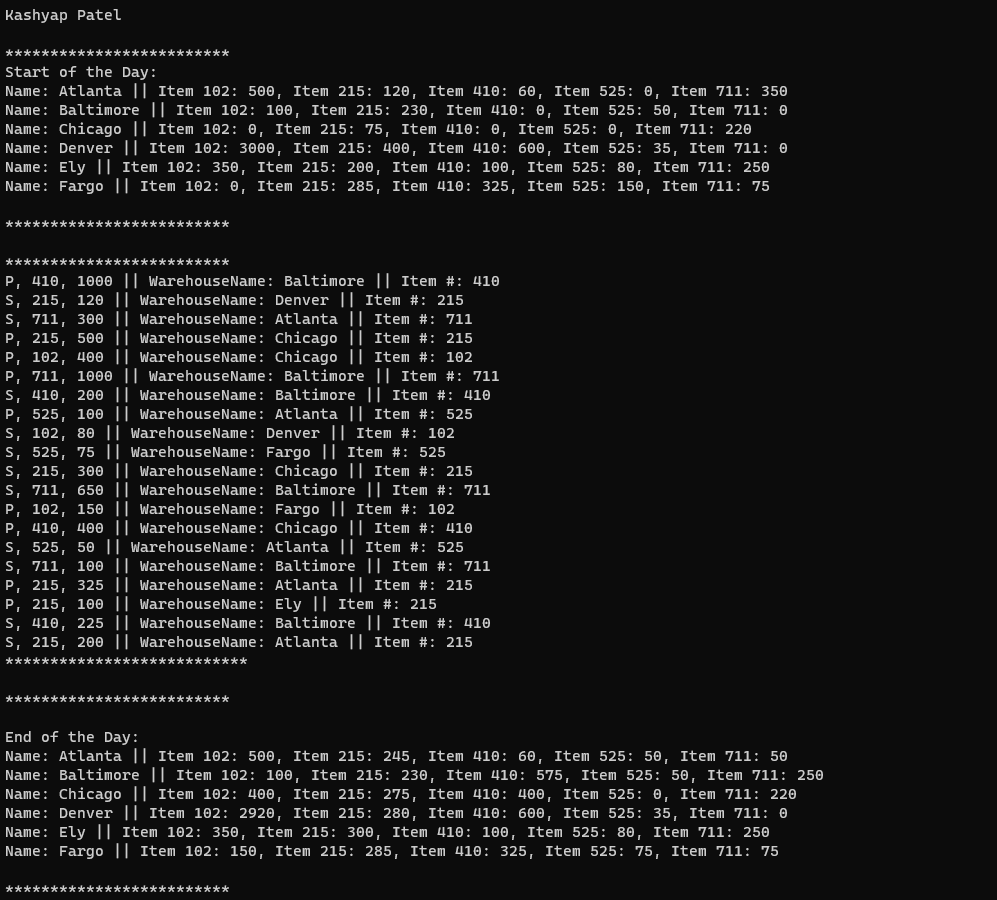 Kashyap Patel
*************************
Start of the Day:
Name: Atlanta || Item 102: 500, Item 215: 120, Item 410: 60, Item 525: 0, Item 711: 350
Name: Baltimore || Item 102: 100, Item 215: 230, Item 410: 0, Item 525: 50, Item 711: 0
Name: Chicago || Item 102: 0, Item 215: 75, Item 410: 0, Item 525: 0, Item 711: 220
Name: Denver || Item 102: 3000, Item 215: 400, Item 410: 600, Item 525: 35, Item 711: 0
Name: Ely || Item 102: 350, Item 215: 200, Item 410: 100, Item 525: 80, Item 711: 250
Name: Fargo || Item 102: 0, Item 215: 285, Item 410: 325, Item 525: 150, Item 711: 75
*************************
*************************
P, 410, 1000 || WarehouseName: Baltimore || Item #: 410
S, 215, 120 || WarehouseName: Denver || Item #: 215
S, 711, 300 || WarehouseName: Atlanta || Item #: 711
P, 215, 500 || WarehouseName: Chicago || Item #: 215
P, 102, 400 || WarehouseName: Chicago || Item #: 102
P, 711, 1000 || WarehouseName: Baltimore || Item #: 711
S, 410, 200 || WarehouseName: Baltimore || Item #: 410
P, 525, 100 || WarehouseName: Atlanta || Item #: 525
S, 102, 80 || WarehouseName: Denver || Item #: 102
S, 525, 75 || WarehouseName: Fargo || Item #: 525
S, 215, 300 || WarehouseName: Chicago || Item #: 215
S, 711, 650 || WarehouseName: Baltimore || Item #: 711
P, 102, 150 || WarehouseName: Fargo || Item #: 102
P, 410, 400 || WarehouseName: Chicago || Item #: 410
S, 525, 50 || WarehouseName: Atlanta || Item #: 525
S, 711, 100 || WarehouseName: Baltimore || Item #: 711
P, 215, 325 || WarehouseName: Atlanta || Item #: 215
P, 215, 100 || WarehouseName: Ely || Item #: 215
S, 410, 225 || WarehouseName: Baltimore || Item #: 410
S, 215, 200 || WarehouseName: Atlanta || Item #: 215
***************************
*************************
End of the Day:
Name: Atlanta || Item 102: 500, Item 215: 245, Item 410: 60, Item 525: 50, Item 711: 50
Name: Baltimore || Item 102: 100, Item 215: 230, Item 410: 575, Item 525: 50, Item 711: 250
Name: Chicago || Item 102: 400, Item 215: 275, Item 410: 400, Item 525: 0, Item 711: 220
Name: Denver || Item 102: 2920, Item 215: 280, Item 410: 600, Item 525: 35, Item 711: 0
Name: Ely || Item 102: 350, Item 215: 300, Item 410: 100, Item 525: 80, Item 711: 250
Name: Fargo || Item 102: 150, Item 215: 285, Item 410: 325, Item 525: 75, Item 711: 75
*************************